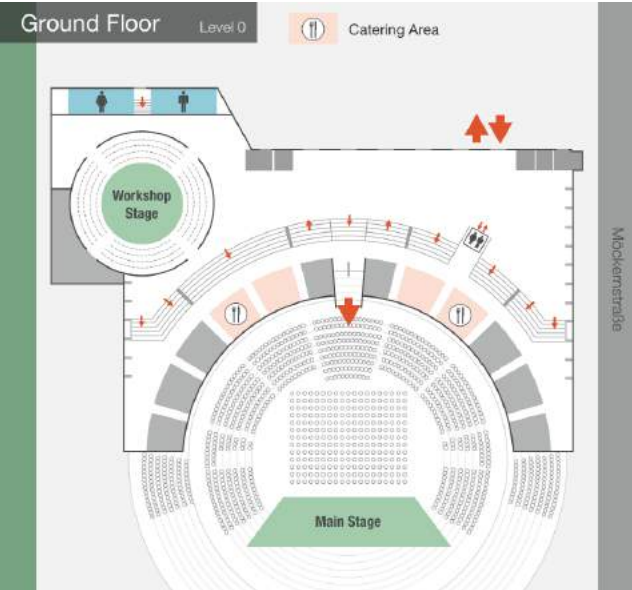 Ground Floor Level 0
Catering Area
Workshop
Stage
Möckernstraße
Main Stage